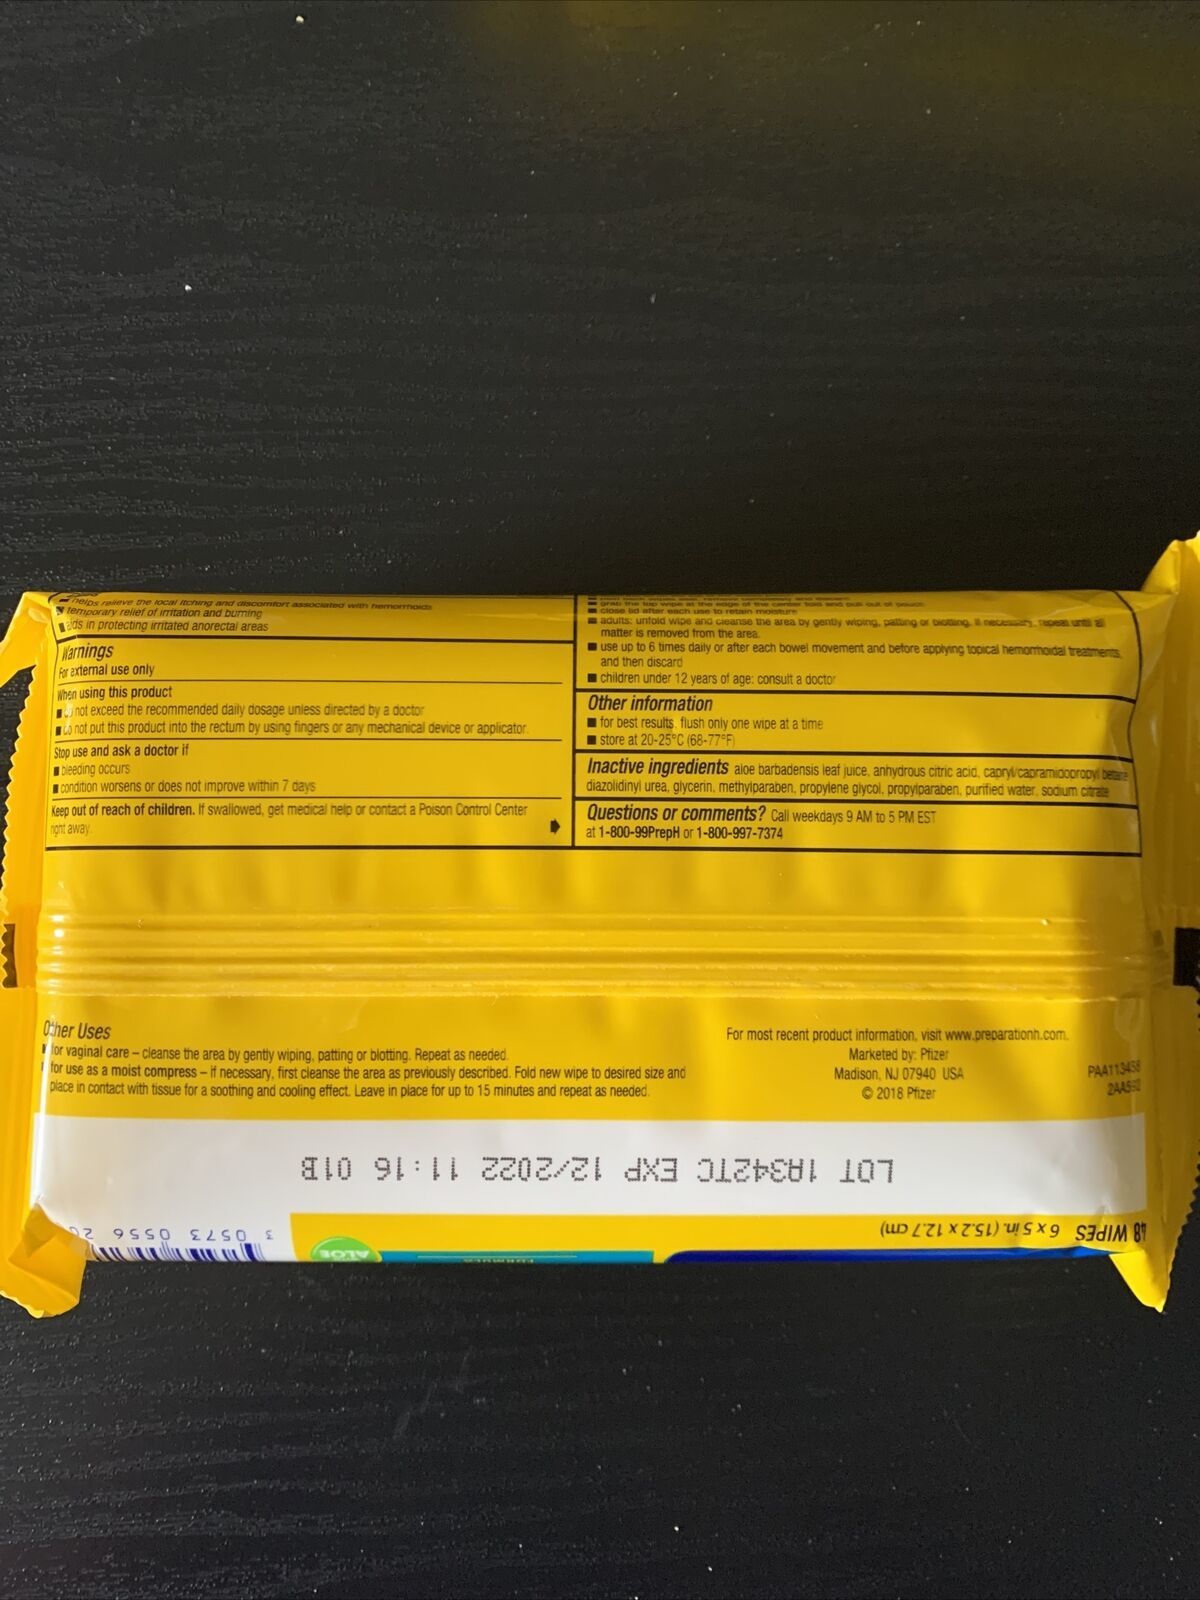 helps relieve the local itching and discomfort associated with hemorrhoids
■ temporary relief of irritation and burning
■ aids in protecting irritated anorectal areas
Warnings
For external use only
When using this product
■ do not exceed the recommended daily dosage unless directed by a doctor
■ do not put this product into the rectum by using fingers or any mechanical device or applicator.
Stop use and ask a doctor if
■ bleeding occurs
■ condition worsens or does not improve within 7 days
Keep out of reach of children. If swallowed, get medical help or contact a Poison Control Center
right away.
■ grab the top wipe at the edge of the center fold and pull out of pouch
■ close lid after each use to retain moisture
■ adults: unfold wipe and cleanse the area by gently wiping, patting or blotting. If necessary, repeat until all
matter is removed from the area.
■ use up to 6 times daily or after each bowel movement and before applying topical hemorrhoidal treatments,
and then discard
■ children under 12 years of age: consult a doctor
Other information
■ for best results, flush only one wipe at a time
■ store at 20-25°C (68-77°F)
Inactive ingredients aloe barbadensis leaf juice, anhydrous citric acid, capryl/capramidopropyl betaine
diazolidinyl urea, glycerin, methylparaben, propylene glycol, propylparaben, purified water, sodium citrate
Questions or comments? Call weekdays 9 AM to 5 PM EST
at 1-800-99PrepH or 1-800-997-7374
Other Uses
■ for vaginal care – cleanse the area by gently wiping, patting or blotting. Repeat as needed.
■ for use as a moist compress – if necessary, first cleanse the area as previously described. Fold new wipe to desired size and
place in contact with tissue for a soothing and cooling effect. Leave in place for up to 15 minutes and repeat as needed.
For most recent product information, visit www.preparationh.com.
Marketed by: Pfizer
Madison, NJ 07940 USA
© 2018 Pfizer
PAA113458
LOT 1A342TC EXP 12/2022 11:16 01B
48 WIPES 6 x 5 in. (15.2 x 12.7 cm)
FORMULA
ALOE
3 0573 0556